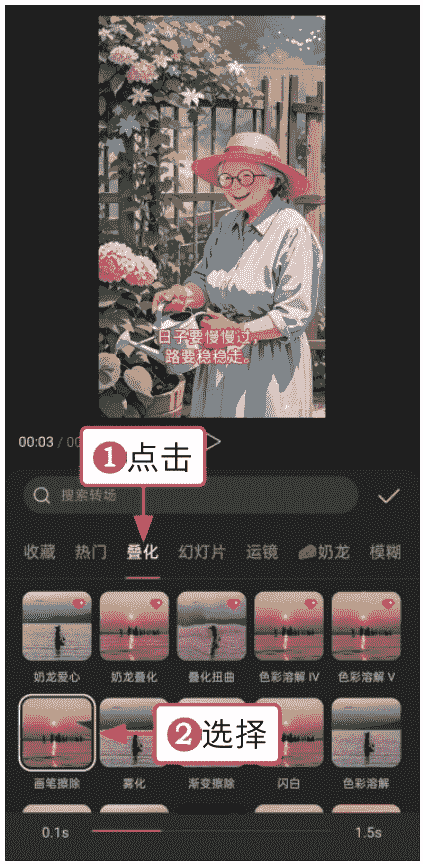 日子要慢慢过，
路要稳稳走。
00:03 / 00
❶点击
搜索转场
收藏 热门 叠化 幻灯片 运镜 奶龙 模糊
奶龙爱心 奶龙叠化 叠化扭曲 色彩溶解 IV 色彩溶解 V
❷选择
画笔擦除 雾化 渐变擦除 闪白 色彩溶解
0.1s 1.5s